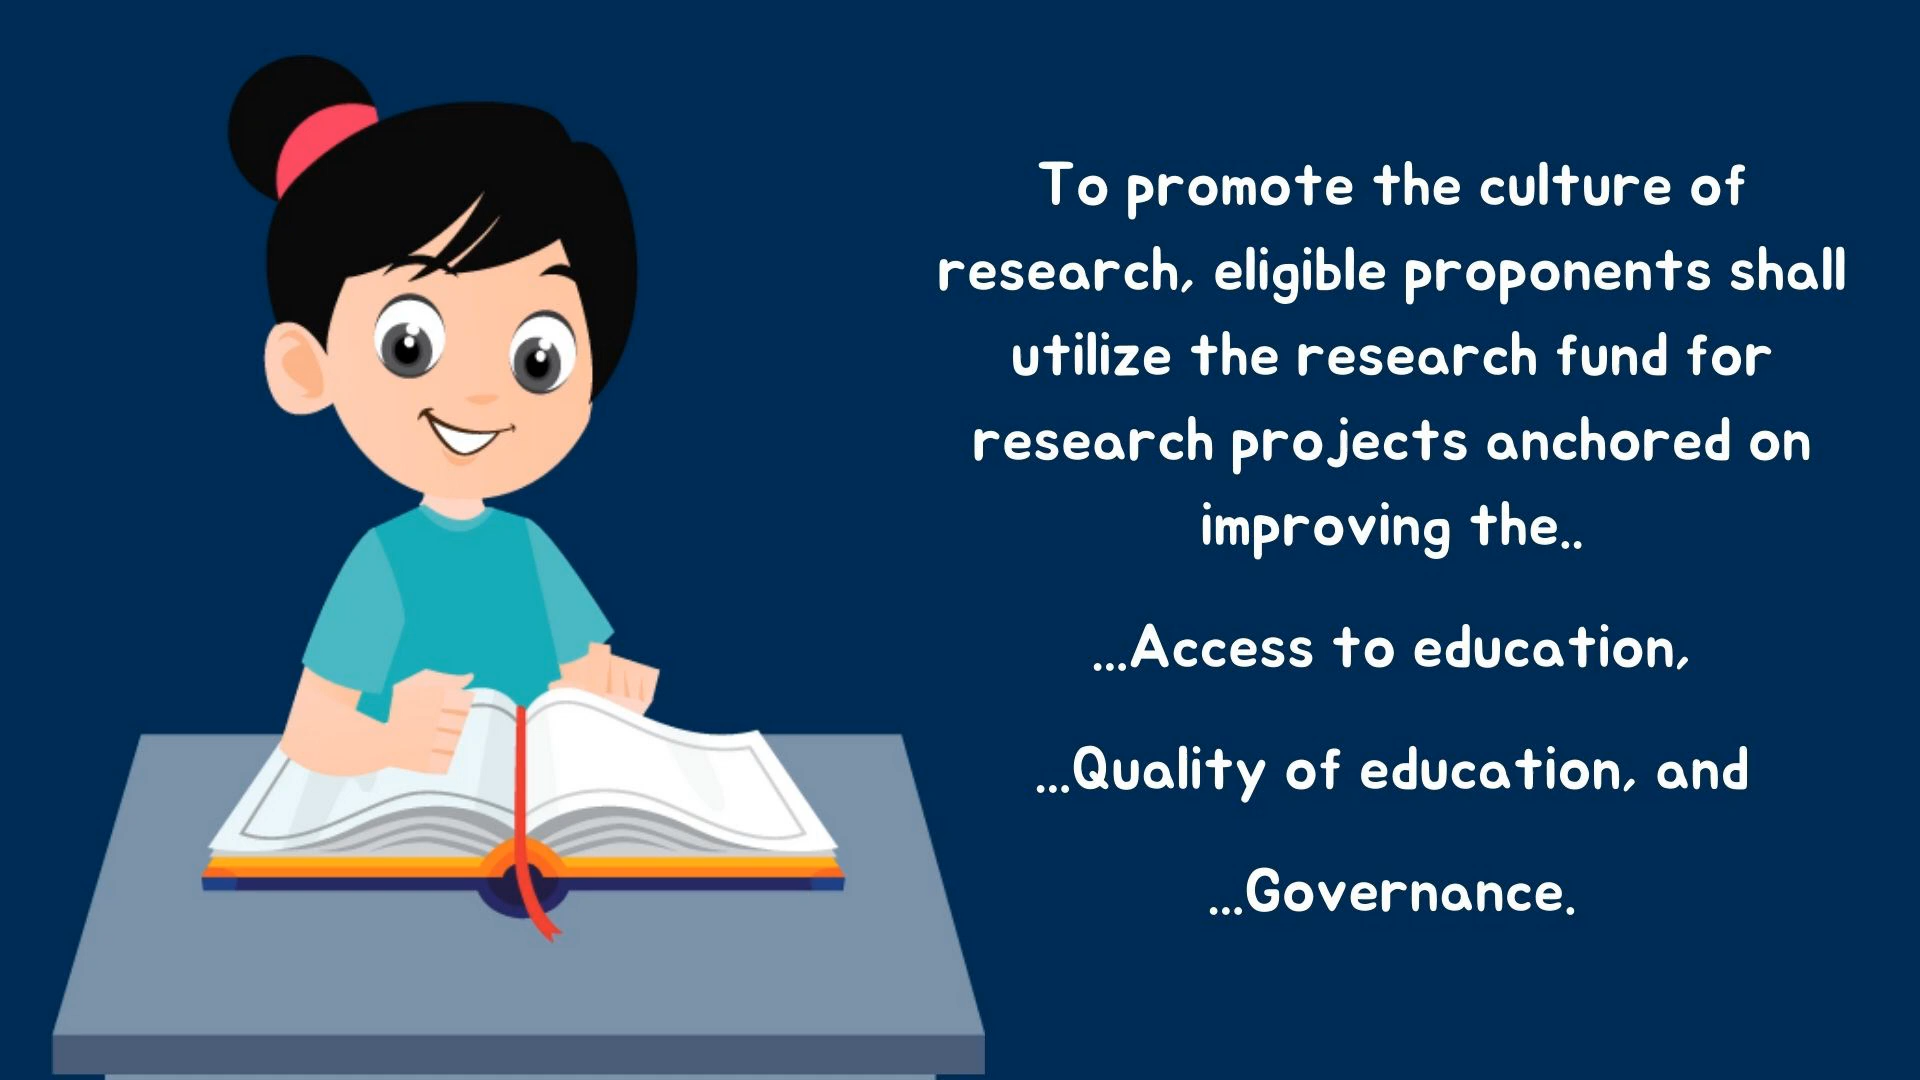 To promote the culture of
research, eligible proponents shall
utilize the research fund for
research projects anchored on
improving the..
...Access to education,
...Quality of education, and
...Governance.